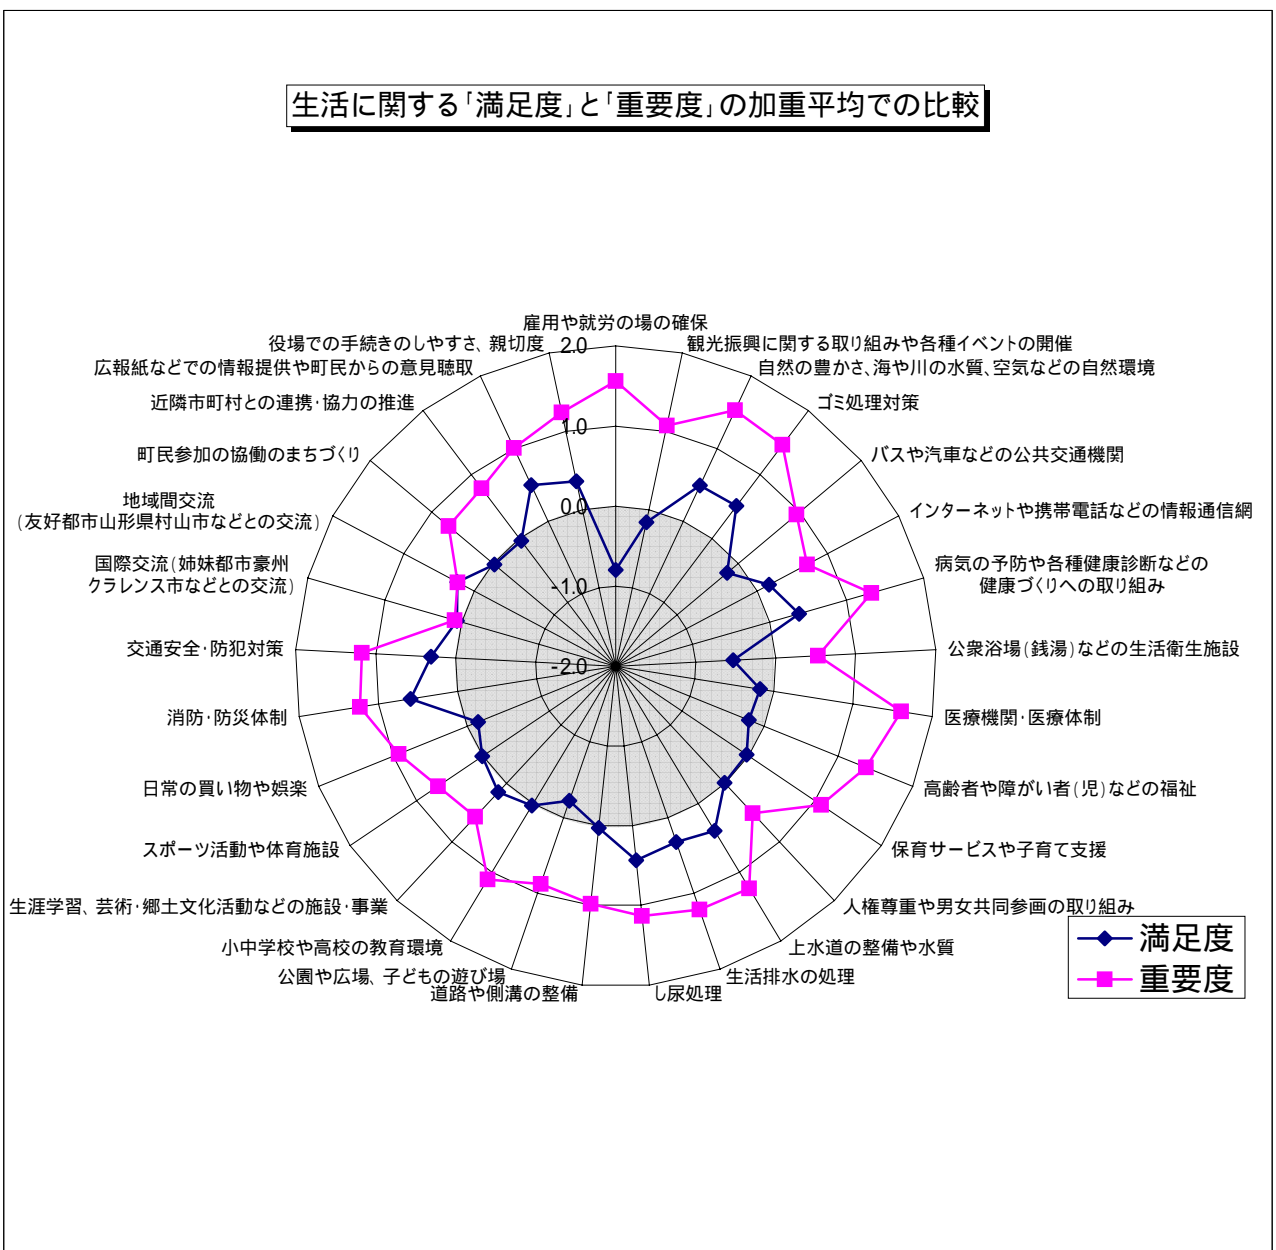 生活に関する「満足度」と「重要度」の加重平均での比較
雇用や就労の場の確保
観光振興に関する取り組みや各種イベントの開催
自然の豊かさ、海や川の水質、空気などの自然環境
ゴミ処理対策
バスや汽車などの公共交通機関
インターネットや携帯電話などの情報通信網
病気の予防や各種健康診断などの
健康づくりへの取り組み
公衆浴場(銭湯)などの生活衛生施設
医療機関・医療体制
高齢者や障がい者(児)などの福祉
保育サービスや子育て支援
人権尊重や男女共同参画の取り組み
上水道の整備や水質
生活排水の処理
し尿処理
道路や側溝の整備
公園や広場、子どもの遊び場
小中学校や高校の教育環境
生涯学習、芸術・郷土文化活動などの施設・事業
スポーツ活動や体育施設
日常の買い物や娯楽
消防・防災体制
交通安全・防犯対策
国際交流(姉妹都市豪州
クラレンス市などとの交流)
地域間交流
(友好都市山形県村山市などとの交流)
町民参加の協働のまちづくり
近隣市町村との連携・協力の推進
広報紙などでの情報提供や町民からの意見聴取
役場での手続きのしやすさ、親切度
2.0
1.0
0.0
-1.0
-2.0
満足度
重要度